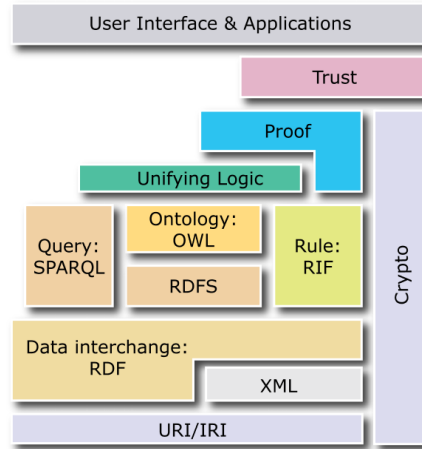 User Interface & Applications
Trust
Proof
Unifying Logic
Ontology:
OWL
Query:
SPARQL
Rule:
RIF
RDFS
Crypto
Data interchange:
RDF
XML
URI/IRI